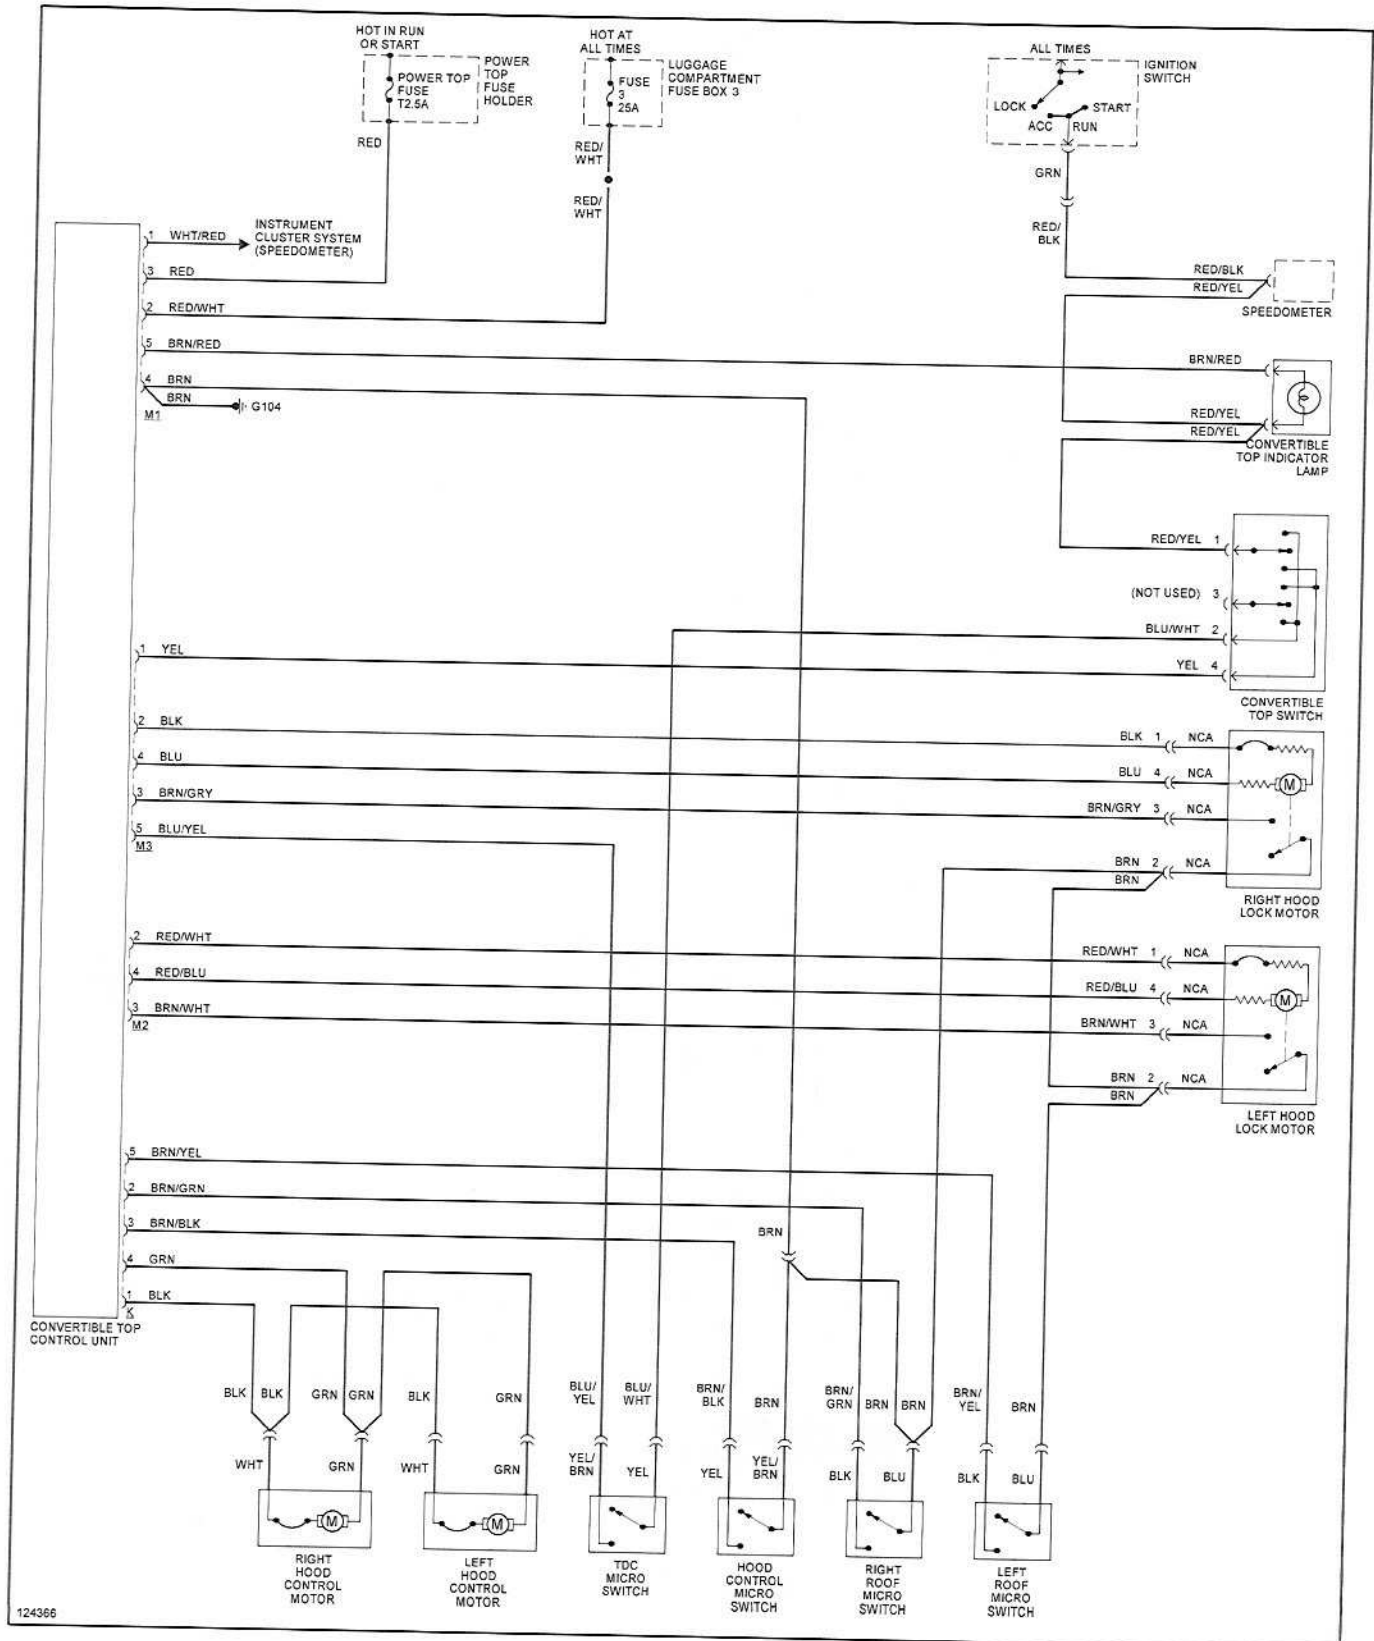 HOT IN RUN
OR START
POWER TOP
FUSE
T2.5A
POWER
TOP
FUSE
HOLDER
RED
HOT AT
ALL TIMES
FUSE
3
25A
LUGGAGE
COMPARTMENT
FUSE BOX 3
RED/
WHT
RED/
WHT
ALL TIMES
LOCK
START
ACC
RUN
IGNITION
SWITCH
GRN
RED/
BLK
RED/BLK
RED/YEL
SPEEDOMETER
1 WHT/RED
INSTRUMENT
CLUSTER SYSTEM
(SPEEDOMETER)
3 RED
2 RED/WHT
5 BRN/RED
4 BRN
BRN
G104
M1
BRN/RED
RED/YEL
RED/YEL
CONVERTIBLE
TOP INDICATOR
LAMP
RED/YEL 1
(NOT USED) 3
BLU/WHT 2
YEL 4
CONVERTIBLE
TOP SWITCH
1 YEL
2 BLK
4 BLU
3 BRN/GRY
5 BLU/YEL
M3
BLK 1 NCA
BLU 4 NCA
M
BRN/GRY 3 NCA
BRN 2 NCA
BRN
RIGHT HOOD
LOCK MOTOR
2 RED/WHT
4 RED/BLU
3 BRN/WHT
M2
RED/WHT 1 NCA
RED/BLU 4 NCA
M
BRN/WHT 3 NCA
BRN 2 NCA
BRN
LEFT HOOD
LOCK MOTOR
5 BRN/YEL
2 BRN/GRN
3 BRN/BLK
4 GRN
1 BLK
K
BRN
CONVERTIBLE TOP
CONTROL UNIT
BLK
BLK
GRN
GRN
BLK
GRN
BLU/
YEL
BLU/
WHT
BRN/
BLK
BRN
BRN/
GRN
BRN
BRN
BRN/
YEL
BRN
WHT
GRN
WHT
GRN
YEL/
BRN
YEL
YEL
YEL/
BRN
BLK
BLU
BLK
BLU
M
M
RIGHT
HOOD
CONTROL
MOTOR
LEFT
HOOD
CONTROL
MOTOR
TDC
MICRO
SWITCH
HOOD
CONTROL
MICRO
SWITCH
RIGHT
ROOF
MICRO
SWITCH
LEFT
ROOF
MICRO
SWITCH
124366